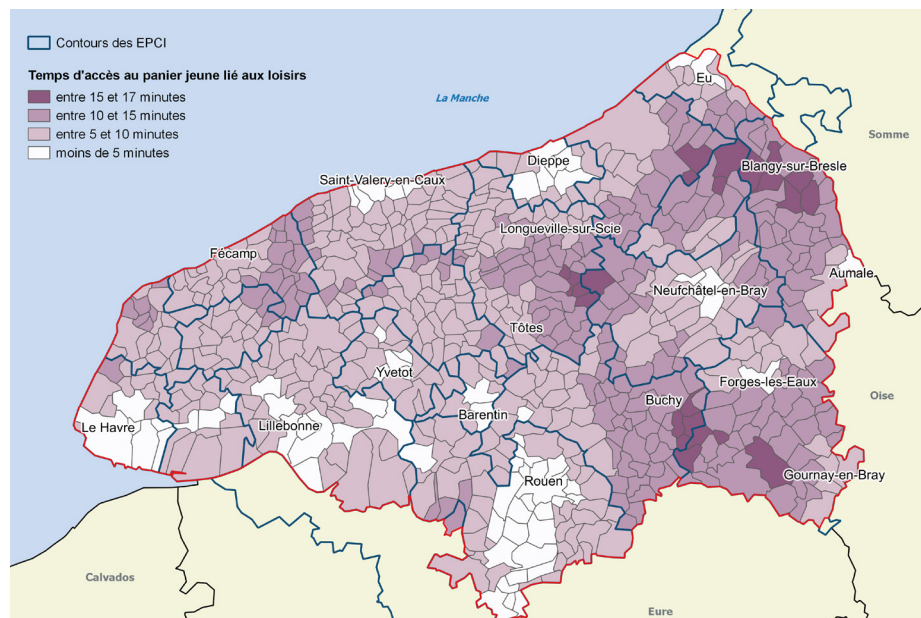 Contours des EPCI
Temps d'accès au panier jeune lié aux loisirs
entre 15 et 17 minutes
entre 10 et 15 minutes
entre 5 et 10 minutes
moins de 5 minutes
La Manche
Eu
Somme
Dieppe
Blangy-sur-Bresle
Saint-Valery-en-Caux
Longueville-sur-Scie
Fécamp
Aumale
Neufchâtel-en-Bray
Tôtes
Yvetot
Forges-les-Eaux
Oise
Buchy
Barentin
Le Havre
Lillebonne
Gournay-en-Bray
Rouen
Calvados
Eure